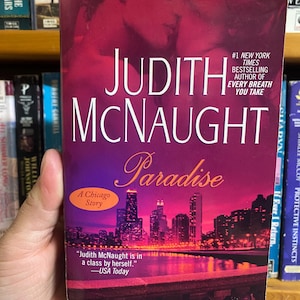 JUDITH
McNAUGHT
#1 NEW YORK
TIMES
BESTSELLING
AUTHOR OF
EVERY BREATH
YOU TAKE
Paradise
A Chicago
Story
"Judith McNaught is in
a class by herself."
—USA Today
INSTINCTS